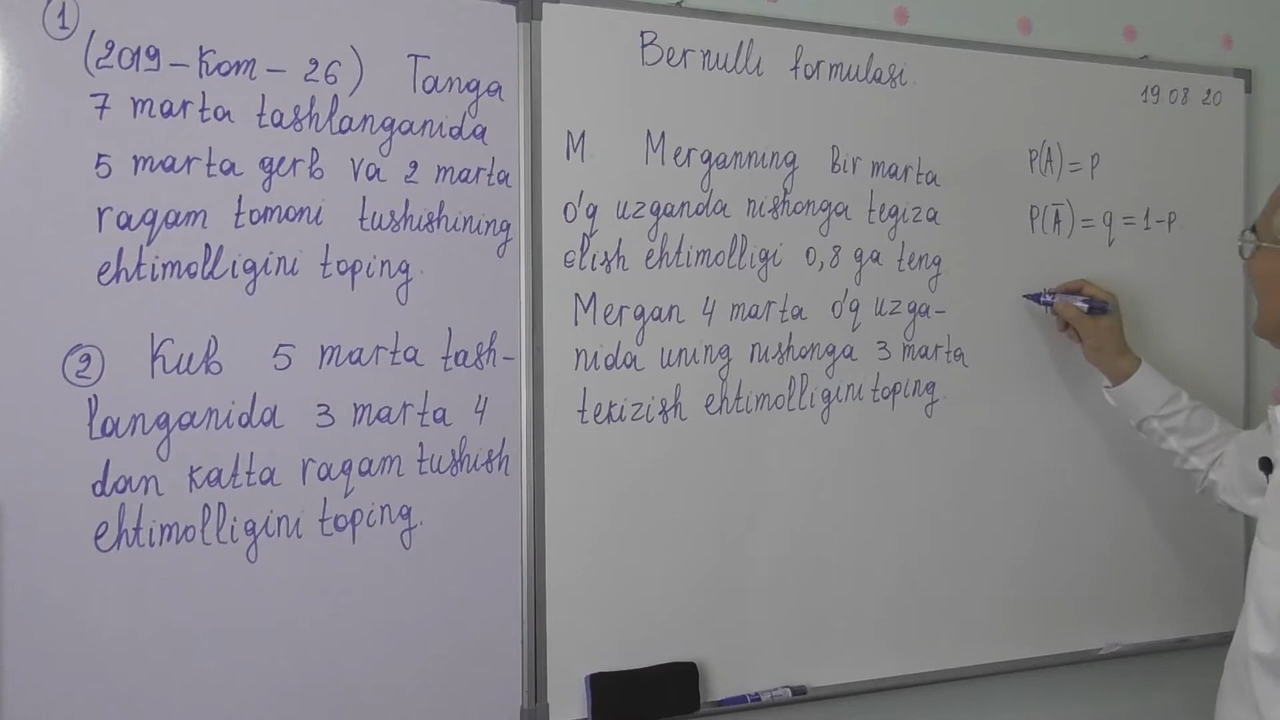 1
(2019-Kom-26) Tanga
7 marta tashlanganida
5 marta gerb va 2 marta
raqam tomoni tushishining
ehtimolligini toping.
2 Kub 5 marta tash-
langanida 3 marta 4
dan katta raqam tushish
ehtimolligini toping.
Bernulli formulasi.
19 08 20
M Merganning bir marta
o'q uzganda nishonga tegiza
olish ehtimolligi 0,8 ga teng
Mergan 4 marta o'q uzga-
nida uning nishonga 3 marta
tekizish ehtimolligini toping.
P(A)=P
P(Ā)=q=1-P.